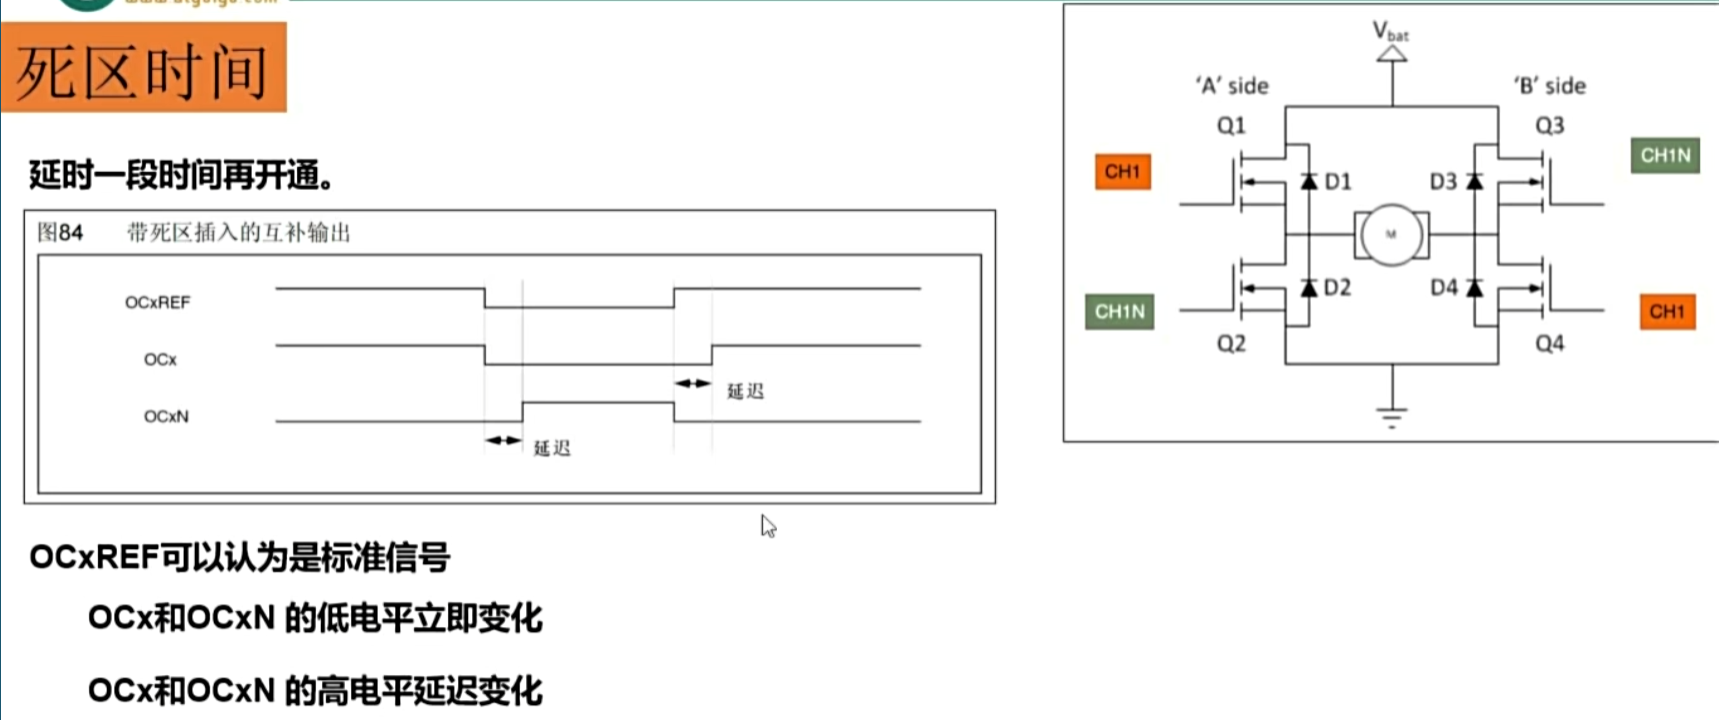 死区时间
延时一段时间再开通。
图84 带死区插入的互补输出
OCxREF
OCx
延迟
OCxN
延迟
OCxREF可以认为是标准信号
OCx和OCxN 的低电平立即变化
OCx和OCxN 的高电平延迟变化
Vbat
‘A’ side
‘B’ side
Q1
Q3
CH1
CH1N
D1
D3
M
D2
D4
CH1N
CH1
Q2
Q4